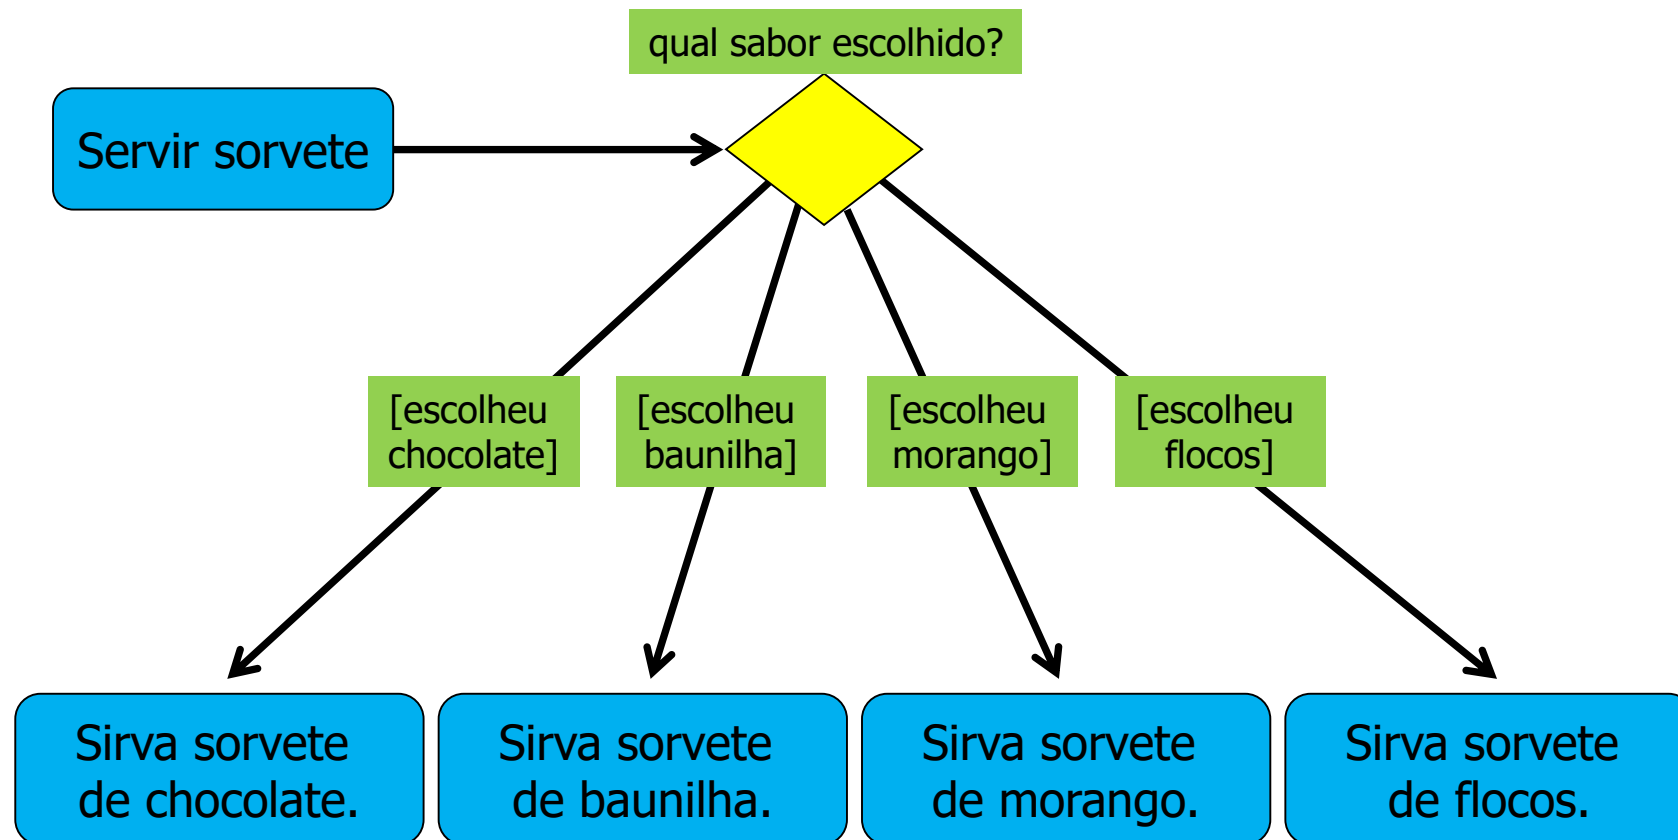 qual sabor escolhido?
Servir sorvete
[escolheu
chocolate]
[escolheu
baunilha]
[escolheu
morango]
[escolheu
flocos]
Sirva sorvete
de chocolate.
Sirva sorvete
de baunilha.
Sirva sorvete
de morango.
Sirva sorvete
de flocos.